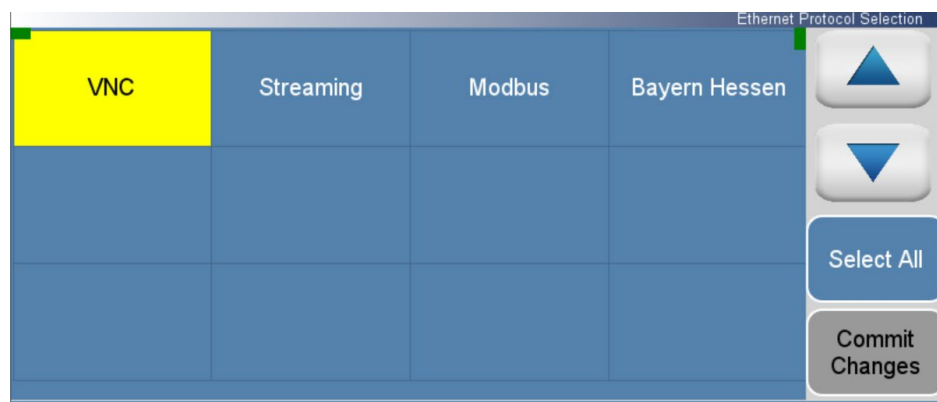 Ethernet Protocol Selection
VNC
Streaming
Modbus
Bayern Hessen
Select All
Commit
Changes